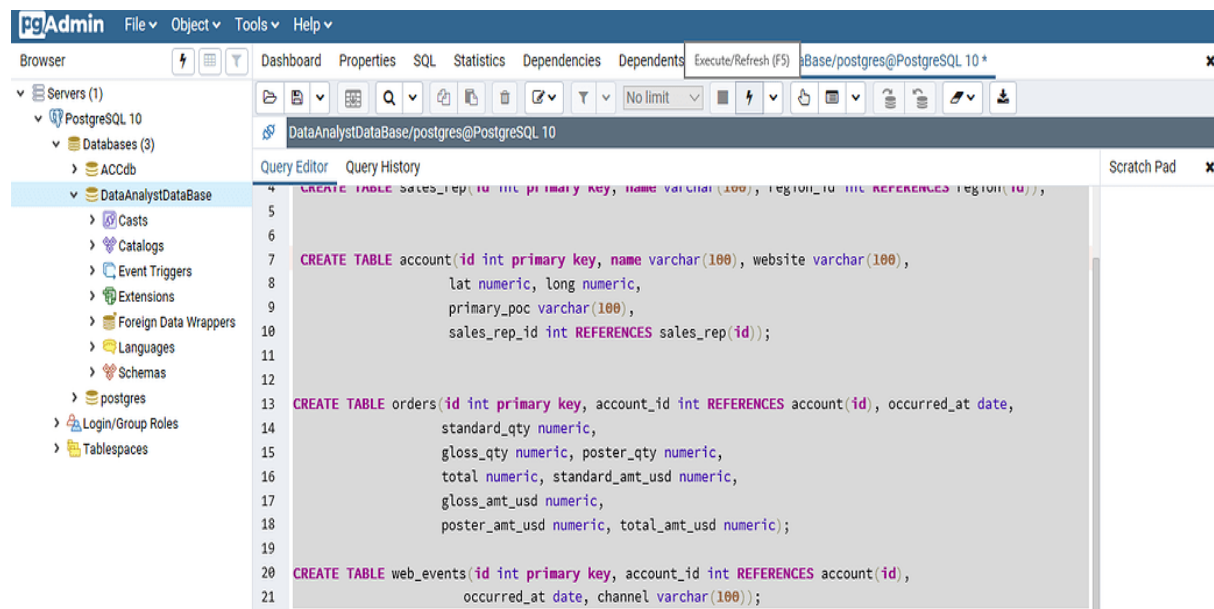 pgAdmin File Object Tools Help
Browser
Dashboard Properties SQL Statistics Dependencies Dependents Execute/Refresh (F5) aBase/postgres@PostgreSQL 10 *
No limit
DataAnalystDataBase/postgres@PostgreSQL 10
Query Editor Query History
Scratch Pad
Servers (1)
PostgreSQL 10
Databases (3)
ACCdb
DataAnalystDataBase
Casts
Catalogs
Event Triggers
Extensions
Foreign Data Wrappers
Languages
Schemas
postgres
Login/Group Roles
Tablespaces
4 CREATE TABLE sales_rep(id int primary key, name varchar(100), region_id int REFERENCES region(id));
5
6
7 CREATE TABLE account(id int primary key, name varchar(100), website varchar(100),
8 lat numeric, long numeric,
9 primary_poc varchar(100),
10 sales_rep_id int REFERENCES sales_rep(id));
11
12
13 CREATE TABLE orders(id int primary key, account_id int REFERENCES account(id), occurred_at date,
14 standard_qty numeric,
15 gloss_qty numeric, poster_qty numeric,
16 total numeric, standard_amt_usd numeric,
17 gloss_amt_usd numeric,
18 poster_amt_usd numeric, total_amt_usd numeric);
19
20 CREATE TABLE web_events(id int primary key, account_id int REFERENCES account(id),
21 occurred_at date, channel varchar(100));